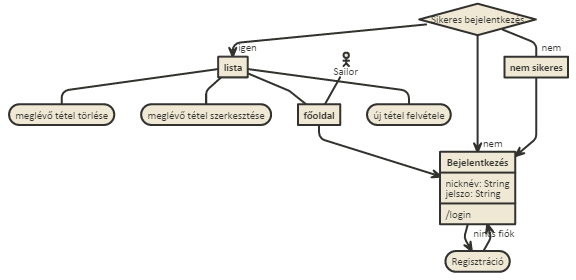 Sikeres bejelentkezés
igen
nem
lista
Sailor
nem sikeres
meglévő tétel törlése
meglévő tétel szerkesztése
főoldal
új tétel felvétele
nem
Bejelentkezés
nicknév: String
jelszo: String
/login
nincs fiók
Regisztráció